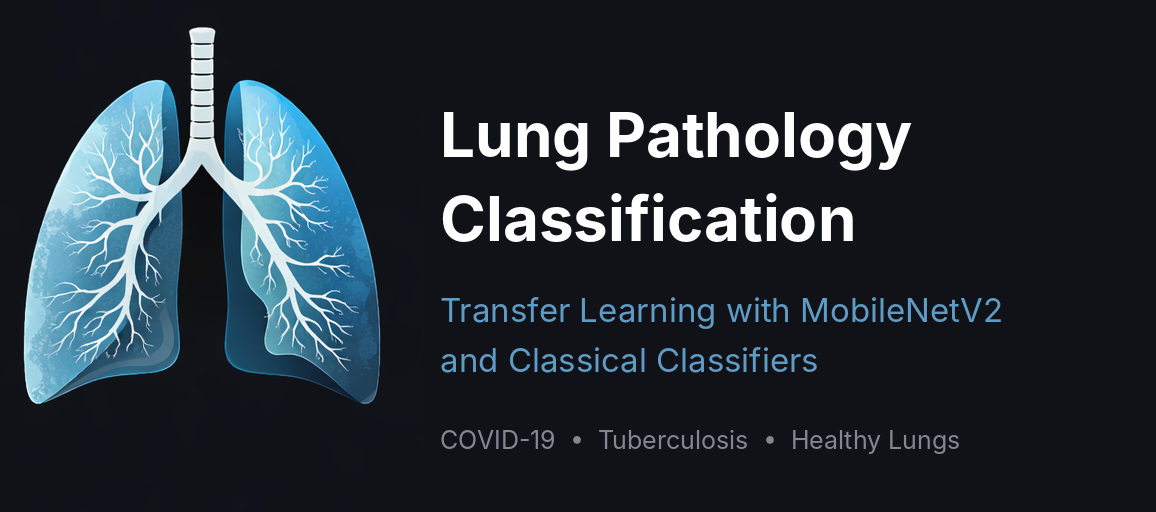 Lung Pathology
Classification
Transfer Learning with MobileNetV2
and Classical Classifiers
COVID-19 • Tuberculosis • Healthy Lungs